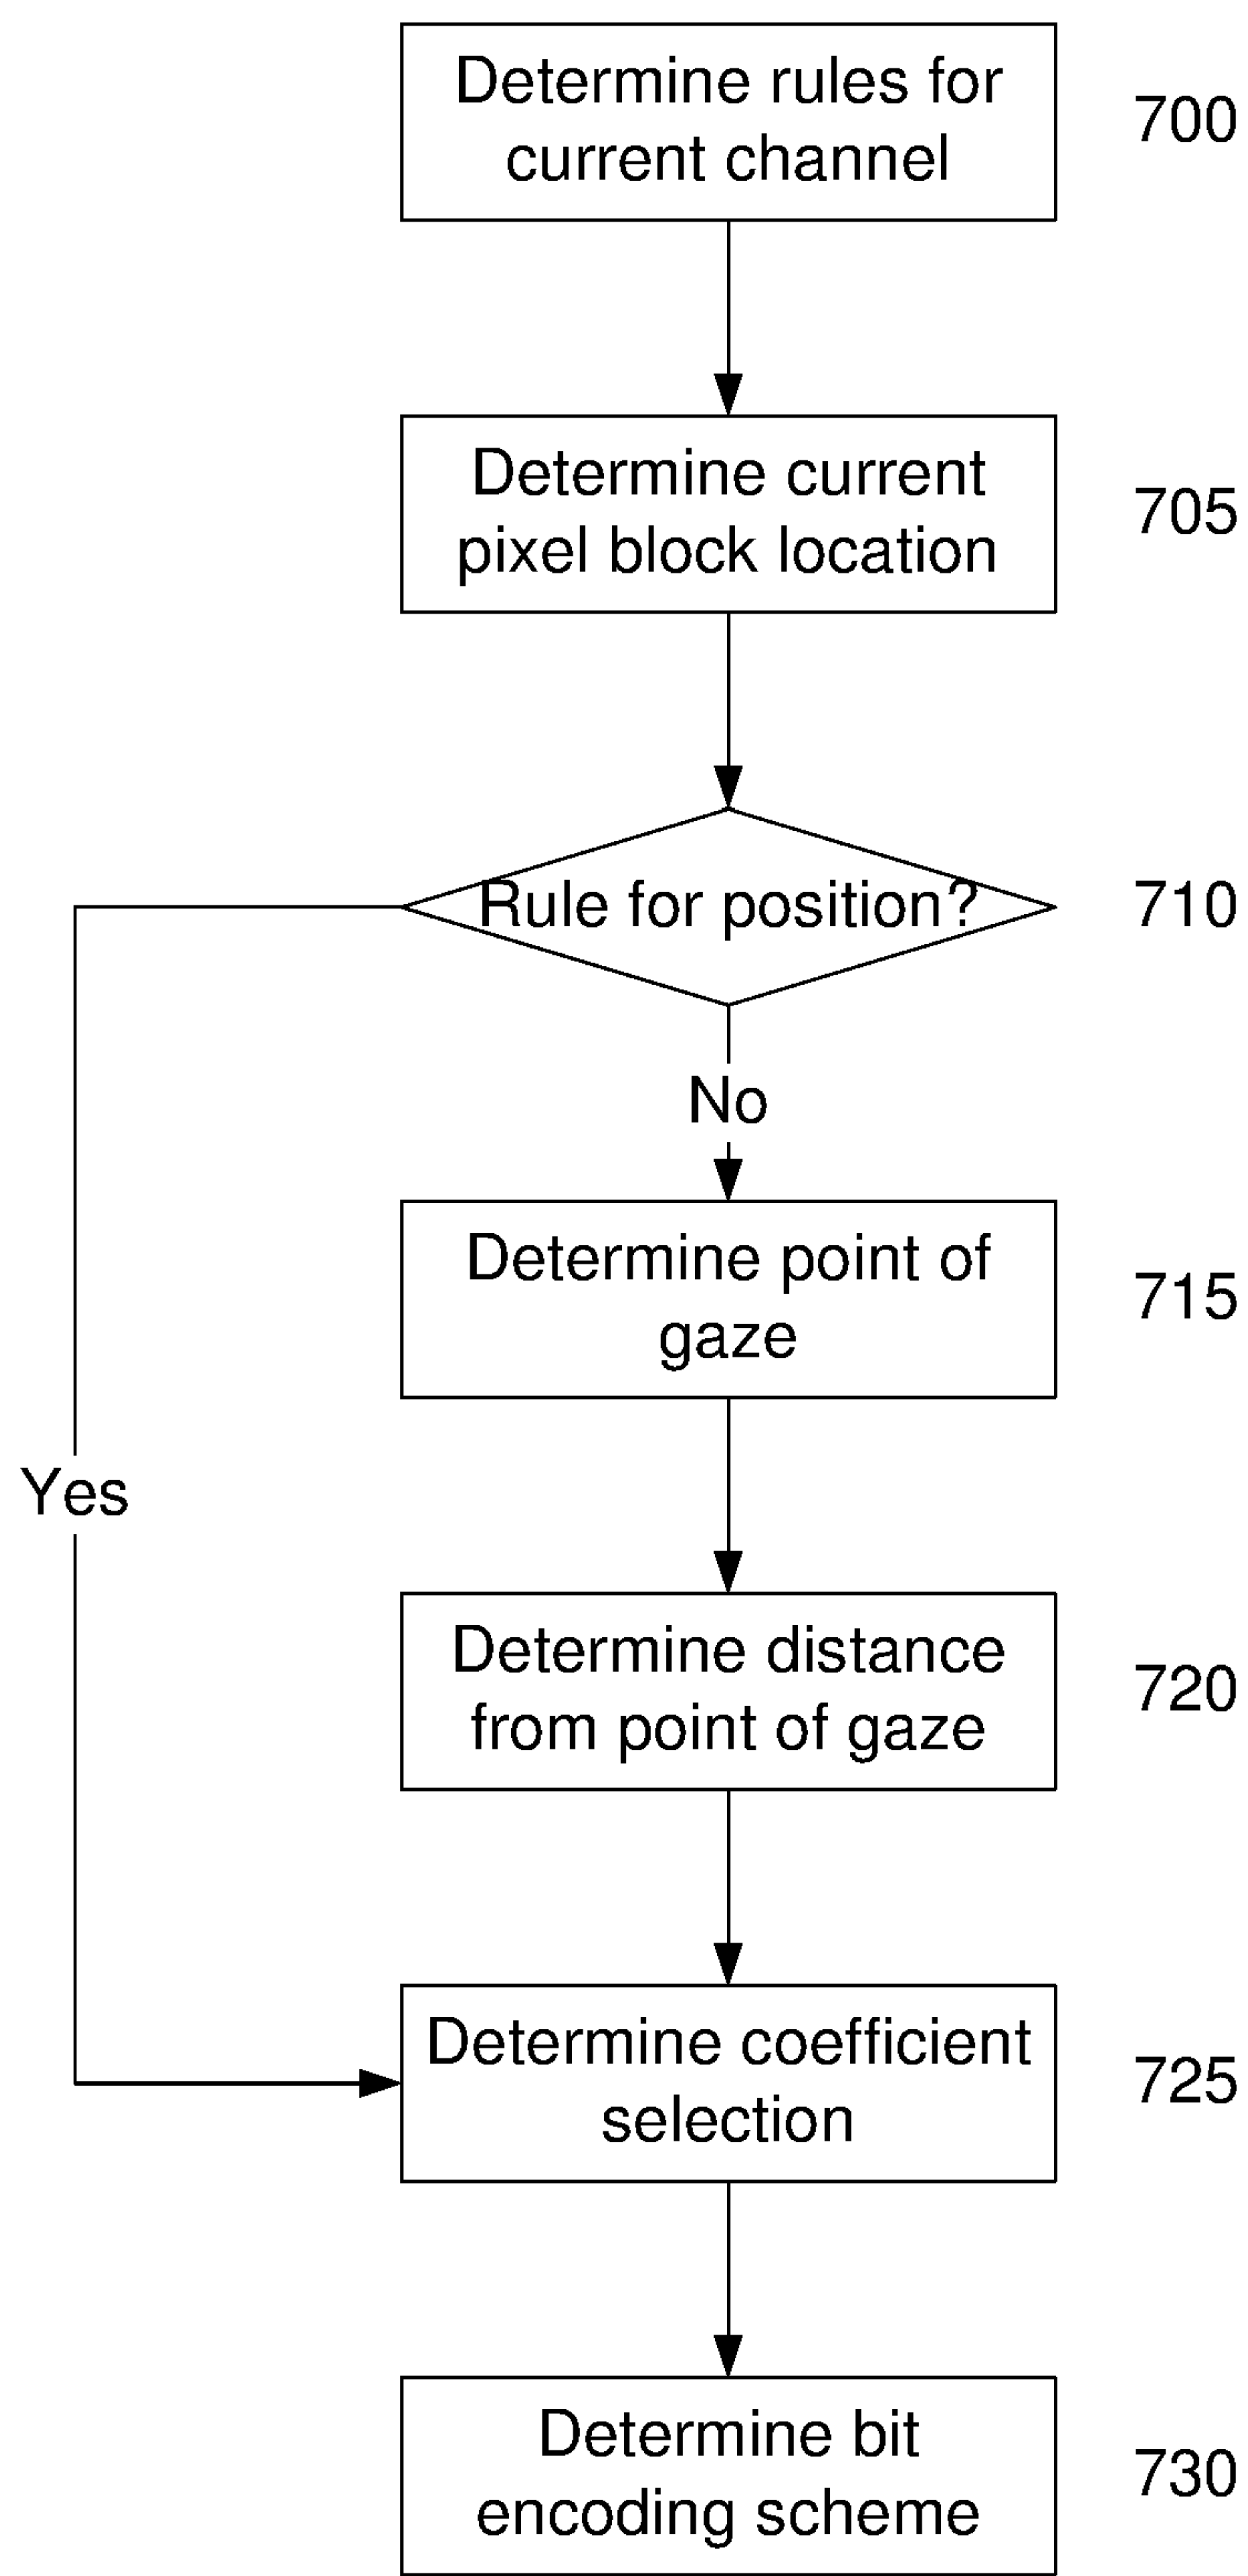 Determine rules for
current channel
700
Determine current
pixel block location
705
Rule for position?
710
No
Determine point of
gaze
715
Yes
Determine distance
from point of gaze
720
Determine coefficient
selection
725
Determine bit
encoding scheme
730